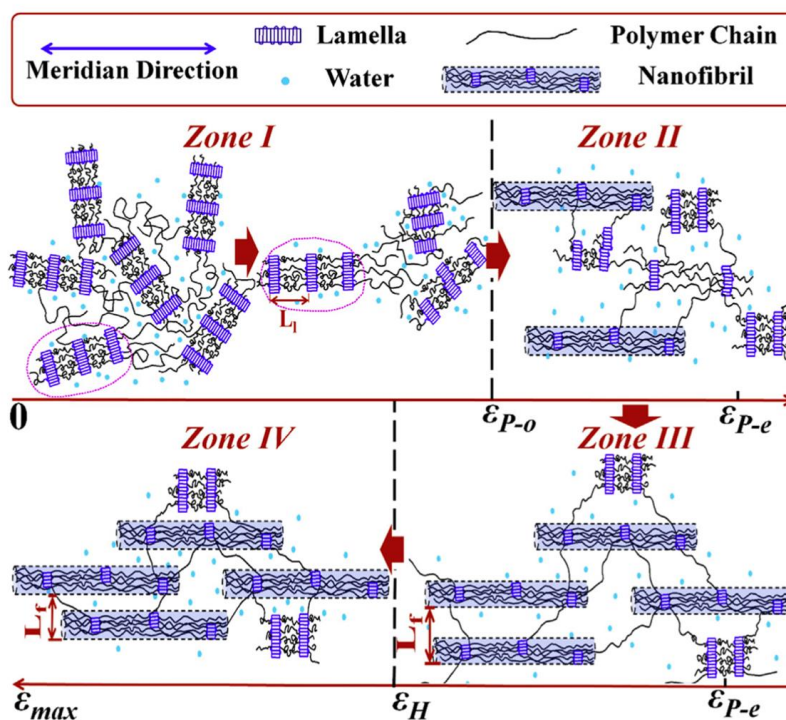 Meridian Direction
Lamella
Water
Polymer Chain
Nanofibril
Zone I
Zone II
Lₗ
0
εP-o
εP-e
Zone IV
Zone III
Lf
Lf
εmax
εH
εP-e